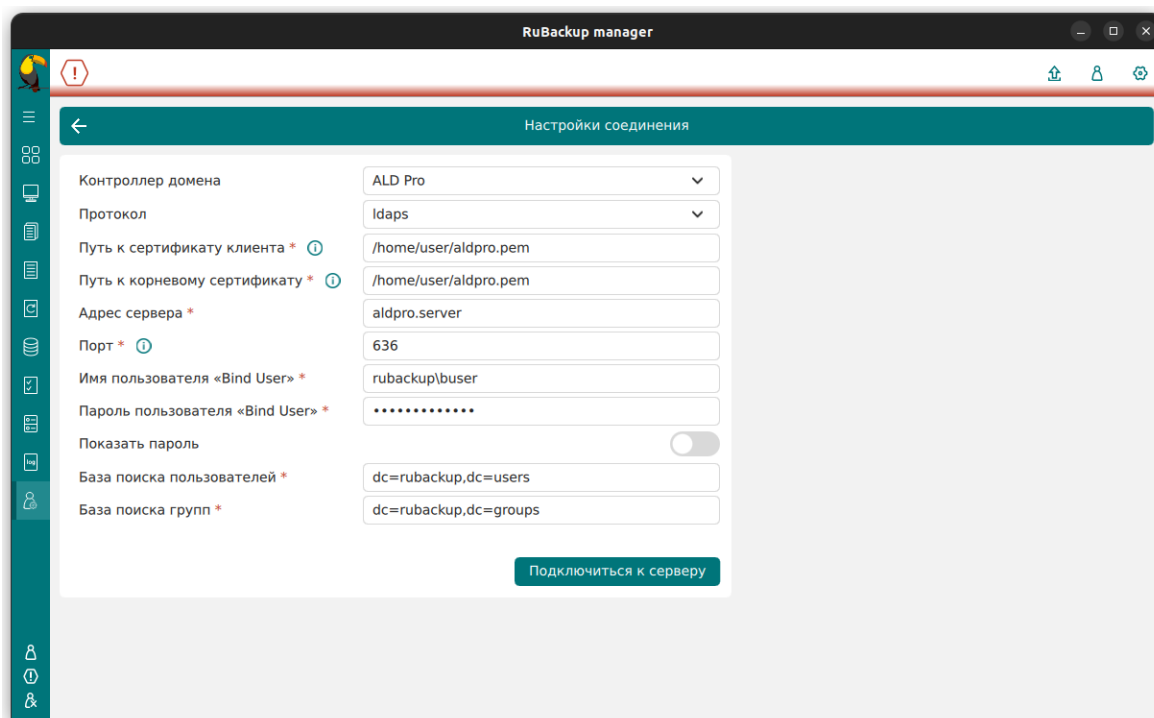 RuBackup manager
Настройки соединения
Контроллер домена ALD Pro
Протокол ldaps
Путь к сертификату клиента * /home/user/aldpro.pem
Путь к корневому сертификату * /home/user/aldpro.pem
Адрес сервера * aldpro.server
Порт * 636
Имя пользователя «Bind User» * rubackup\buser
Пароль пользователя «Bind User» * •••••••••••••
Показать пароль
База поиска пользователей * dc=rubackup,dc=users
База поиска групп * dc=rubackup,dc=groups
Подключиться к серверу
log